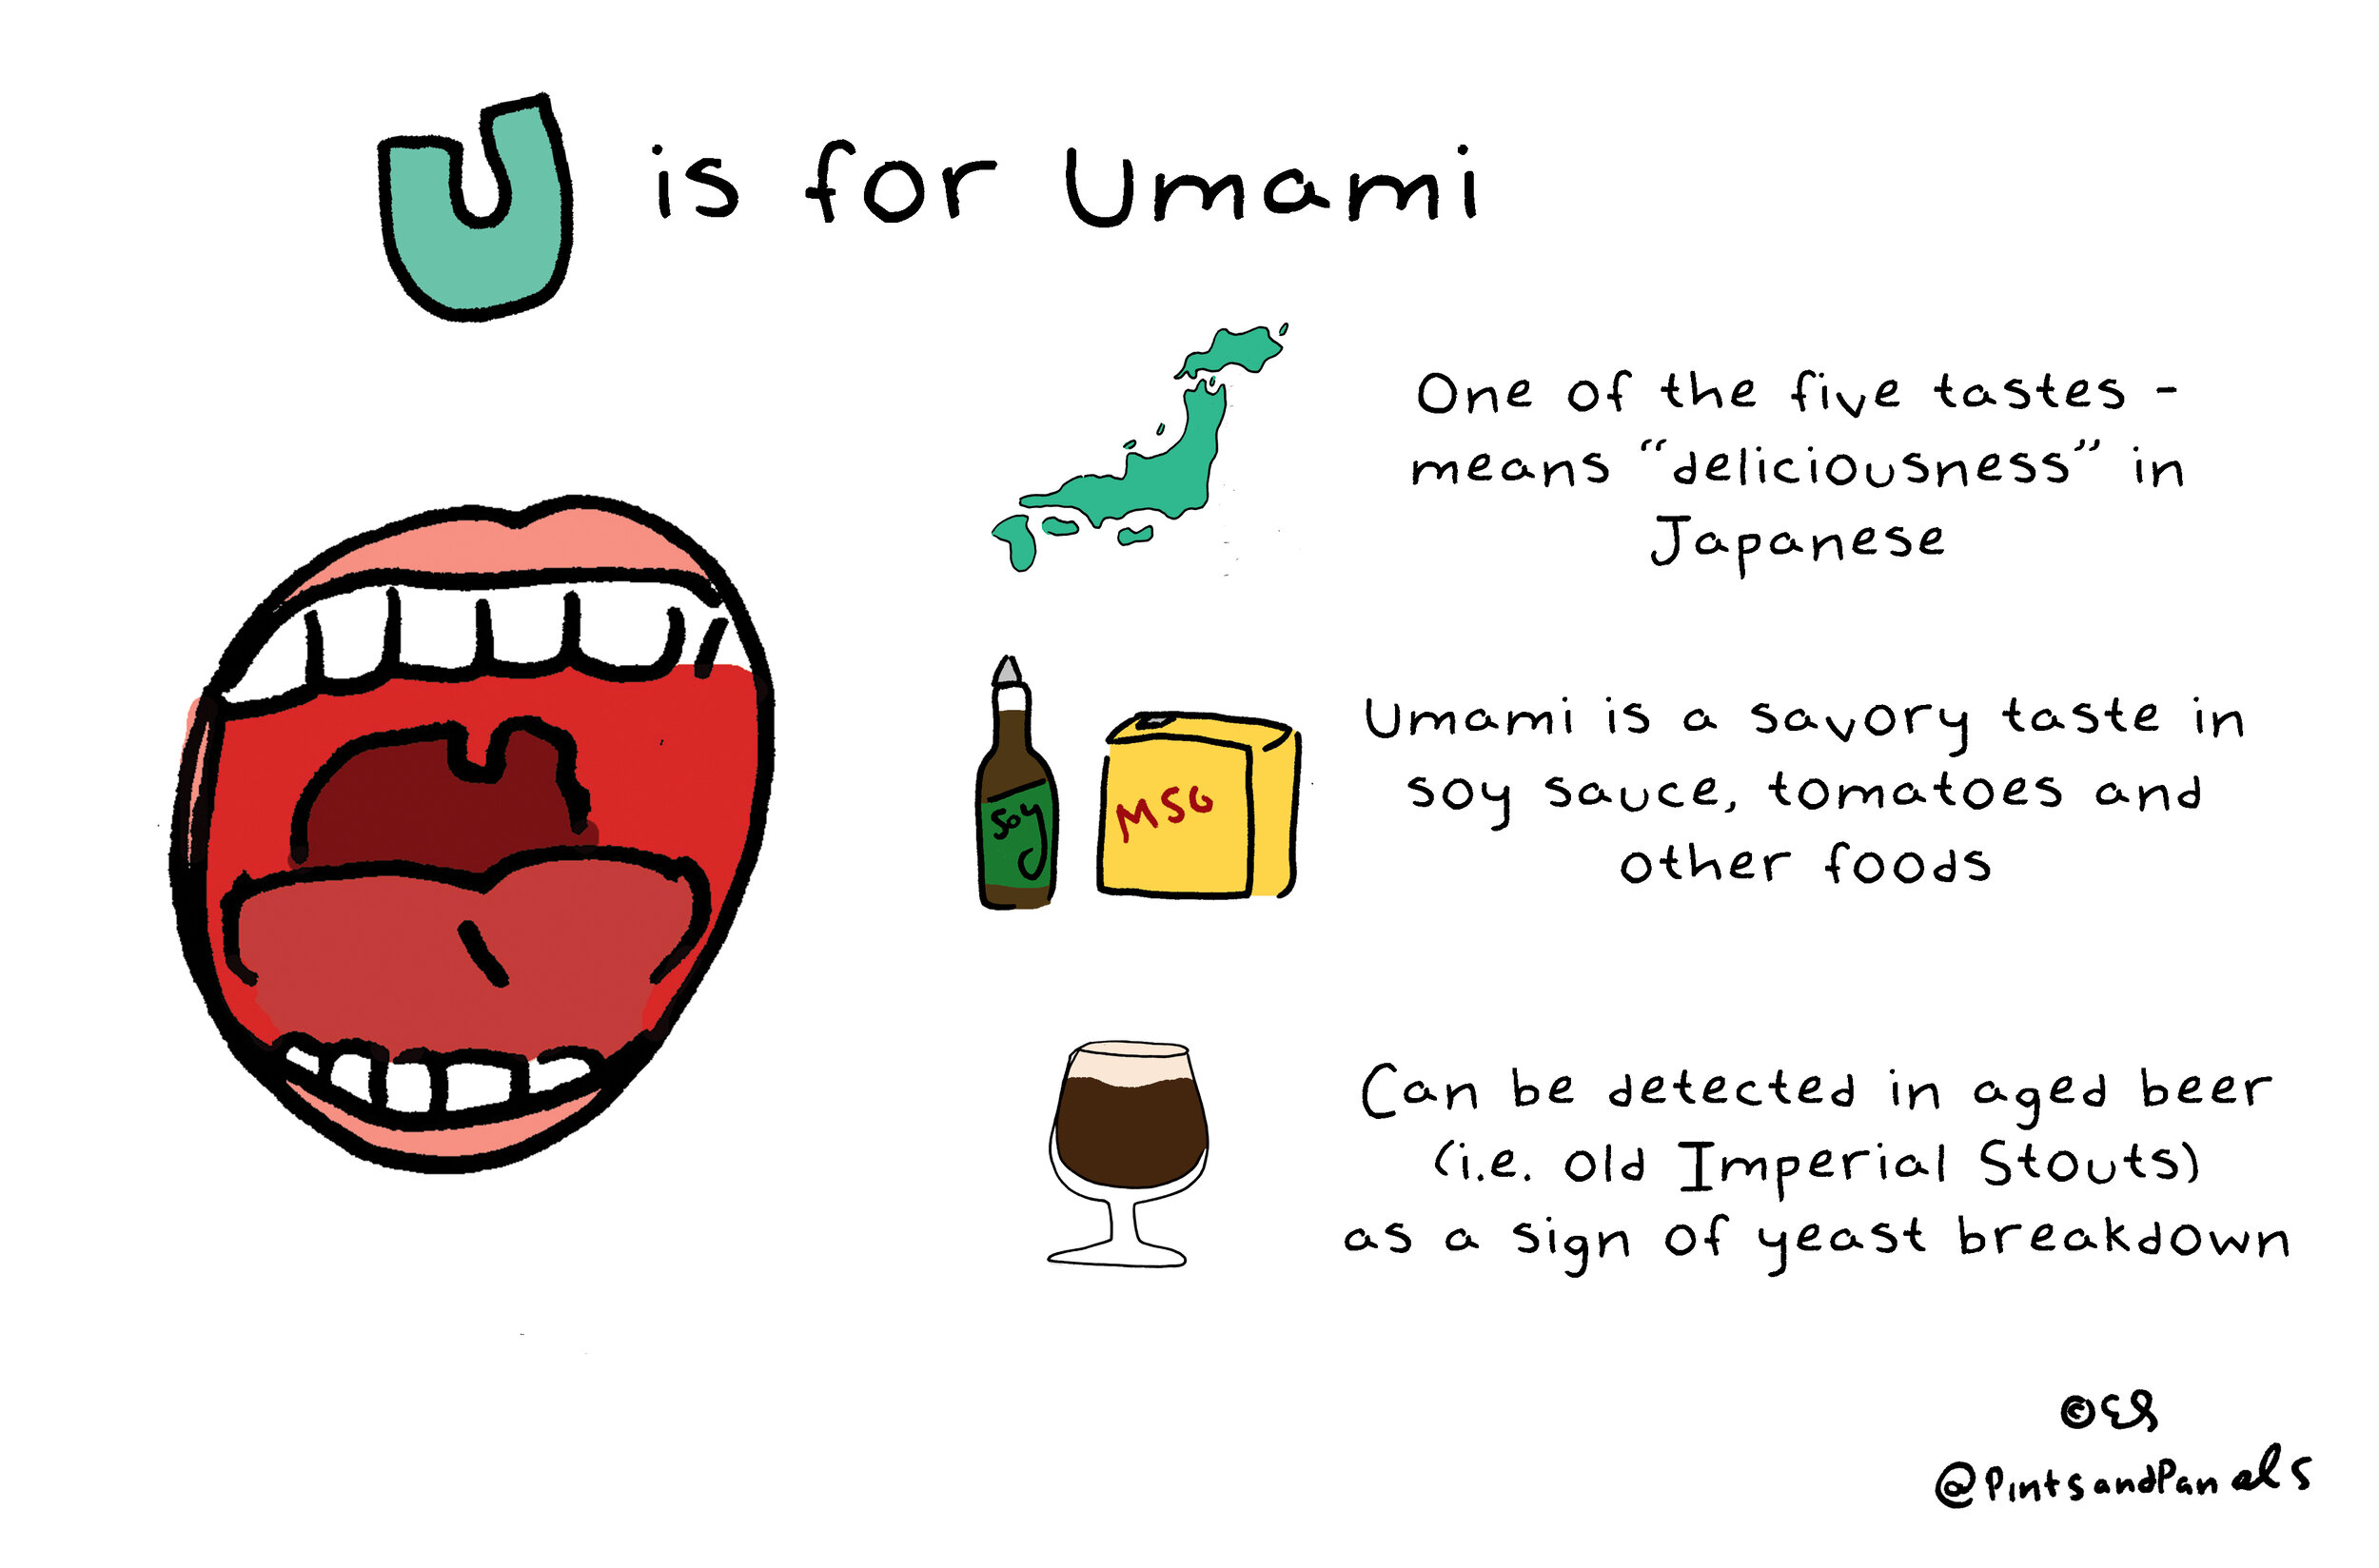 U is for Umami
One of the five tastes -
means “deliciousness” in
Japanese
Soy
MSG
Umami is a savory taste in
soy sauce, tomatoes and
other foods
Can be detected in aged beer
(i.e. old Imperial Stouts)
as a sign of yeast breakdown
©ES
@PintsandPanels